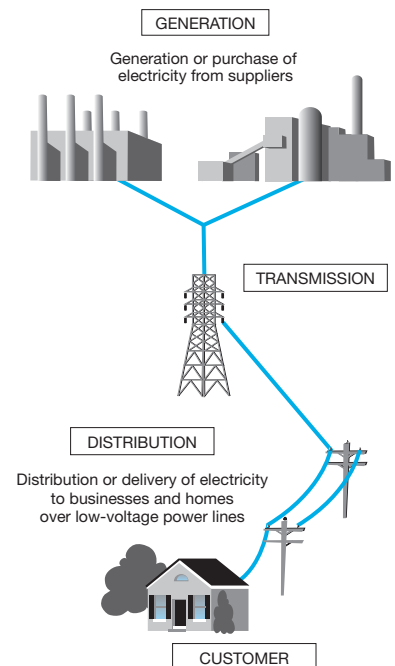 GENERATION
Generation or purchase of
electricity from suppliers
TRANSMISSION
DISTRIBUTION
Distribution or delivery of electricity
to businesses and homes
over low-voltage power lines
CUSTOMER